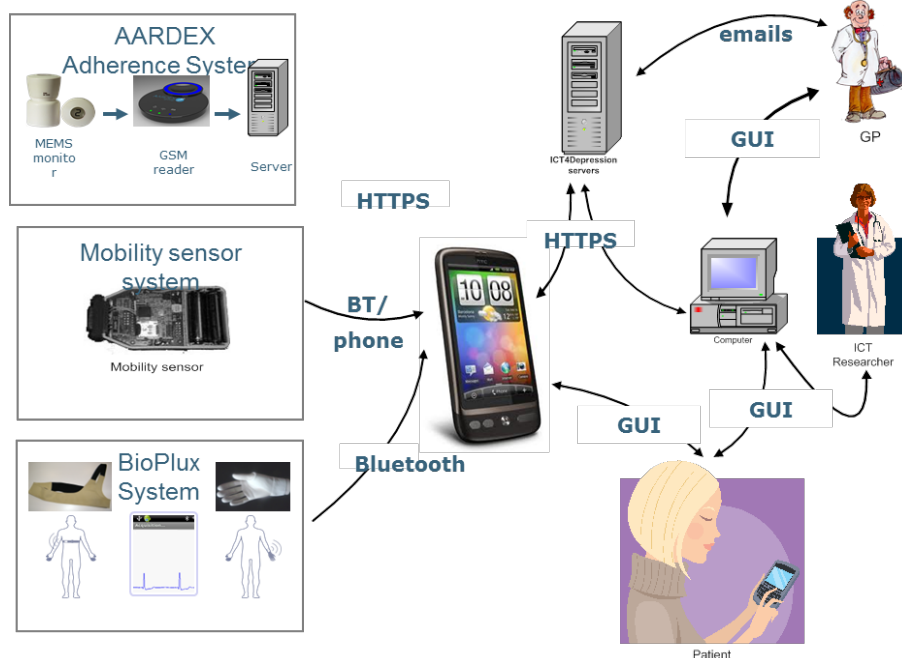 AARDEX
Adherence System
MEMS
monito
r
GSM
reader
Server
HTTPS
ICT4Depression
servers
emails
GP
GUI
HTTPS
Mobility sensor
system
Mobility sensor
BT/
phone
10 08
Computer
ICT
Researcher
BioPlux
System
Bluetooth
GUI
GUI
Patient